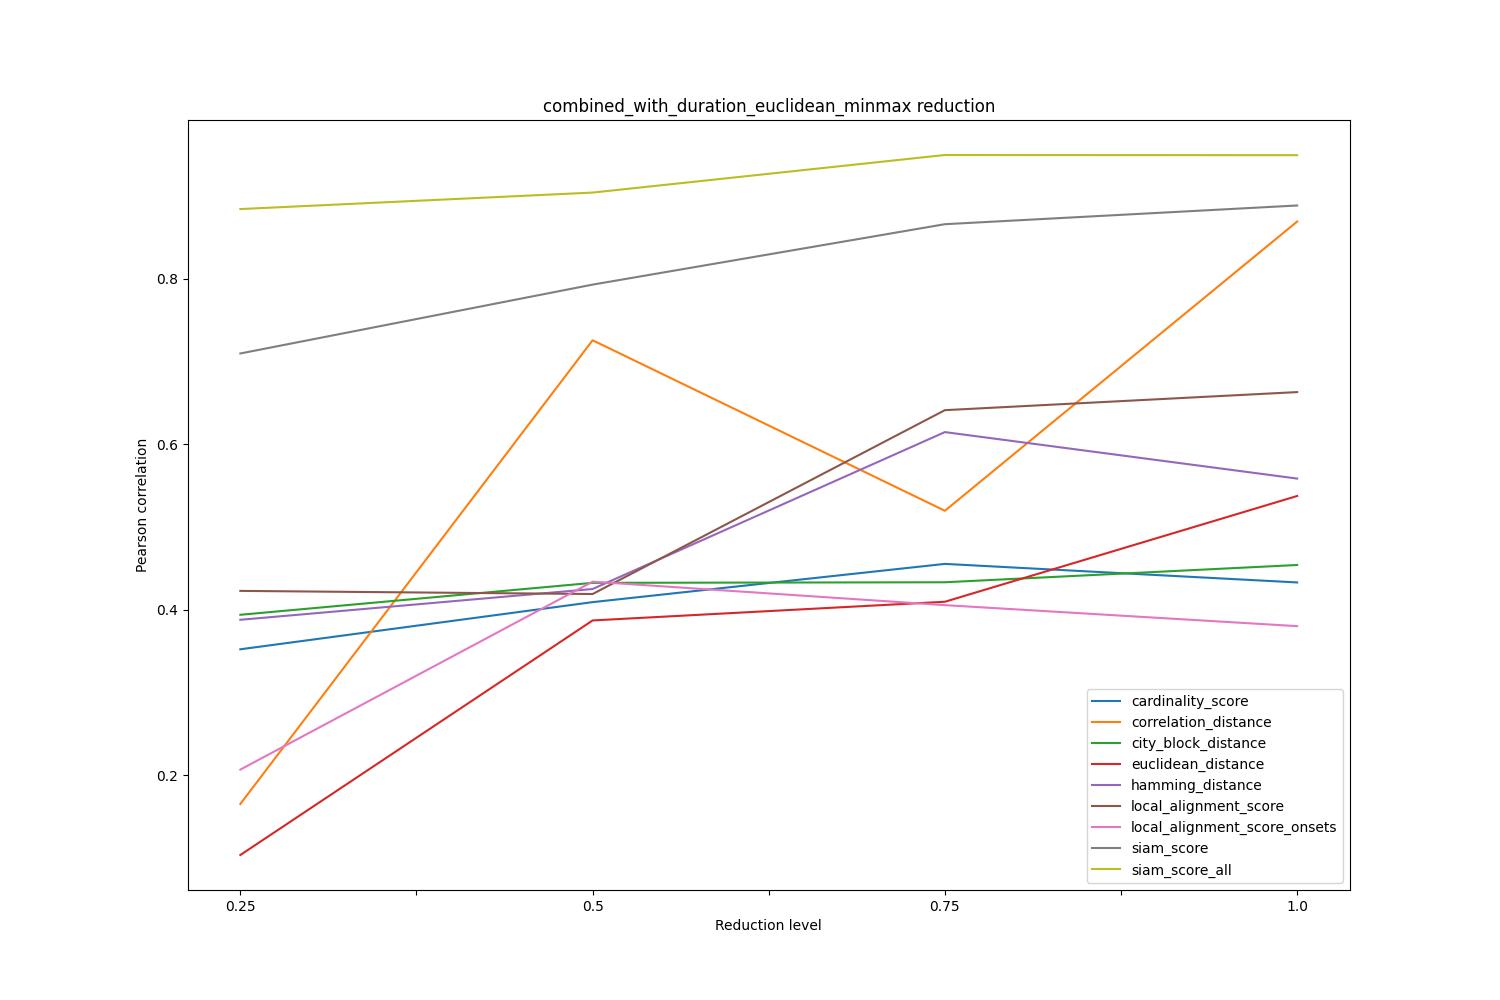 combined_with_duration_euclidean_minmax reduction
Pearson correlation
0.8
0.6
0.4
0.2
0.25
0.5
0.75
1.0
Reduction level
cardinality_score
correlation_distance
city_block_distance
euclidean_distance
hamming_distance
local_alignment_score
local_alignment_score_onsets
siam_score
siam_score_all